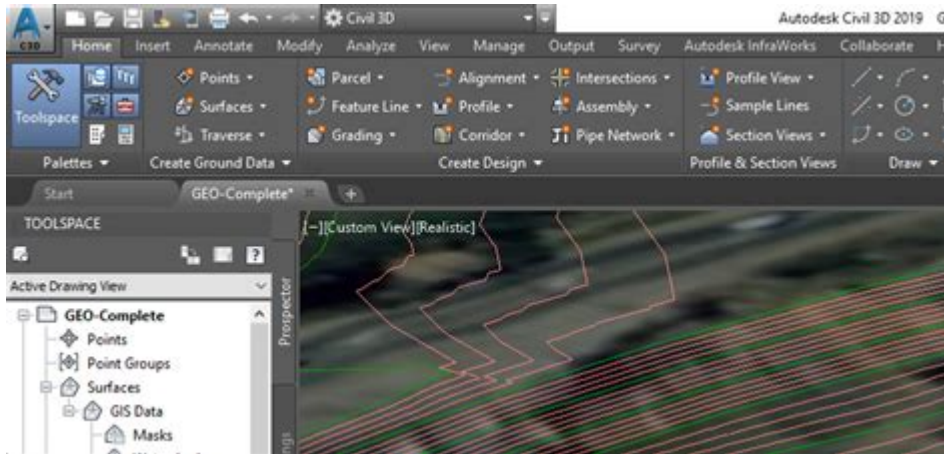 Civil 3D
Autodesk Civil 3D 2019 G
C3D
Home Insert Annotate Modify Analyze View Manage Output Survey Autodesk InfraWorks Collaborate H
Toolspace
Points
Parcel
Alignment
Intersections
Profile View
Surfaces
Feature Line
Profile
Assembly
Sample Lines
Traverse
Grading
Corridor
Pipe Network
Section Views
Palettes
Create Ground Data
Create Design
Profile & Section Views
Draw
Start
GEO-Complete*
TOOLSPACE
[-][Custom View][Realistic]
Active Drawing View
Prospector
GEO-Complete
Points
Point Groups
Surfaces
GIS Data
Masks